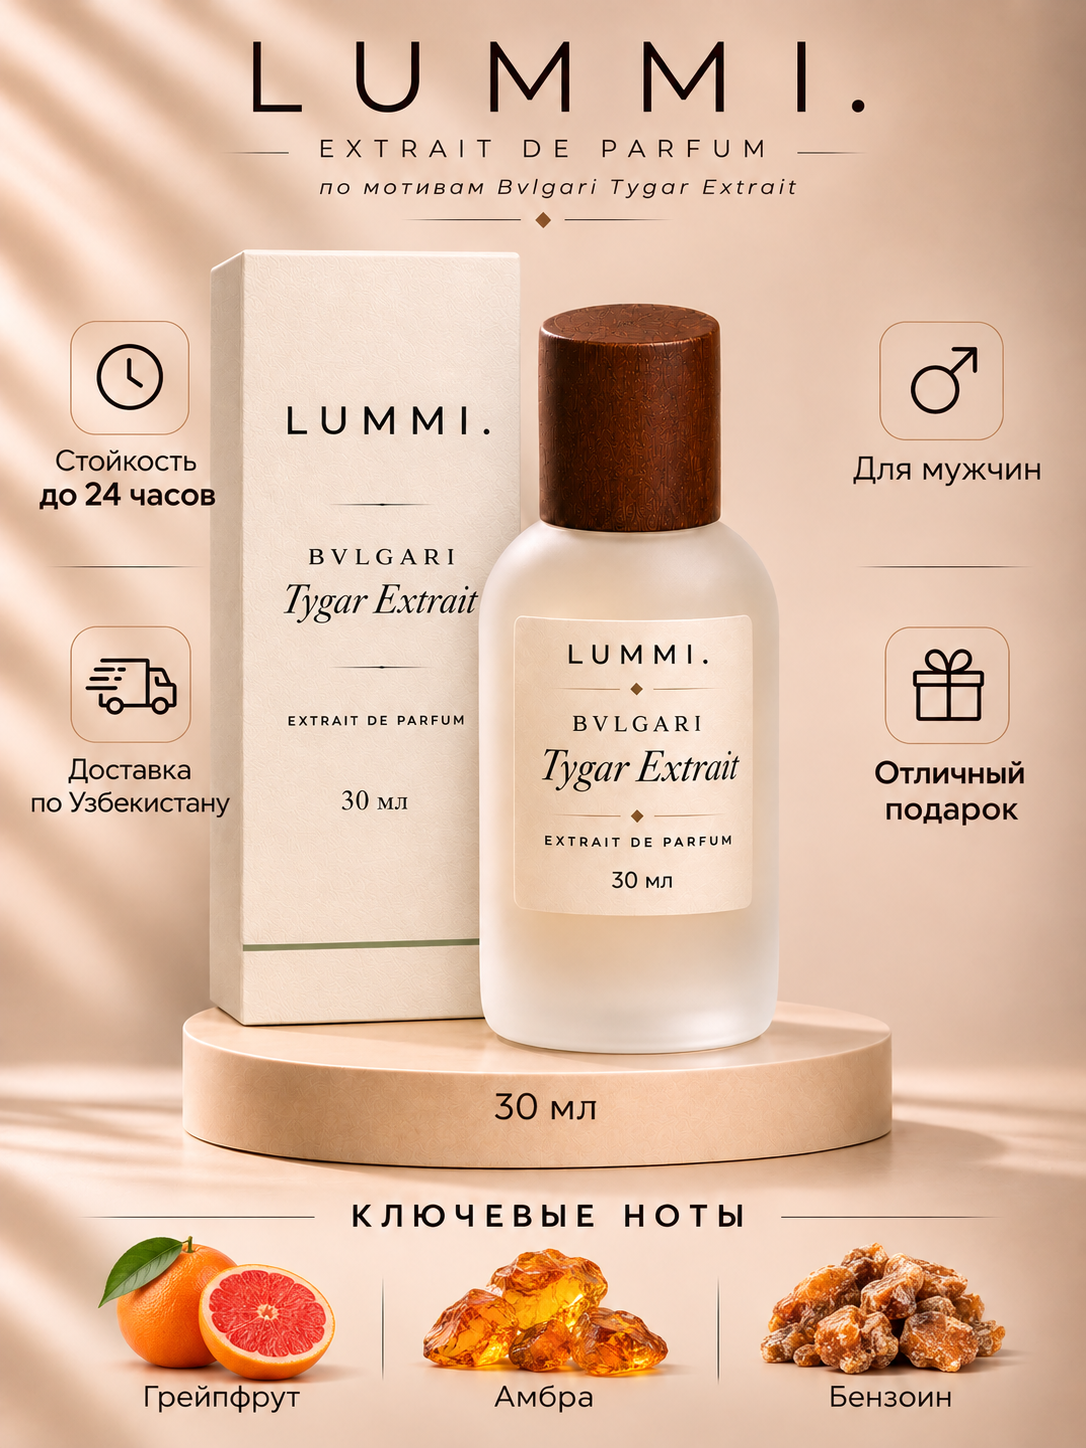 LUMMI.
EXTRAIT DE PARFUM
по мотивам Bvlgari Tygar Extrait
LUMMI.
BVLGARI
Tygar Extrait
EXTRAIT DE PARFUM
30 мл
LUMMI.
BVLGARI
Tygar Extrait
EXTRAIT DE PARFUM
30 мл
Стойкость
до 24 часов
Доставка
по Узбекистану
Для мужчин
Отличный
подарок
30 мл
КЛЮЧЕВЫЕ НОТЫ
Грейпфрут
Амбра
Бензоин